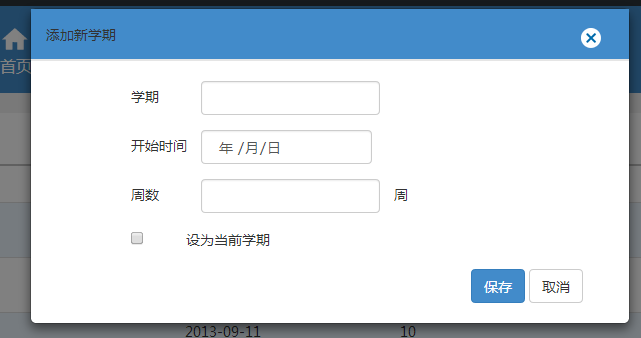 添加新学期
首页
学期
开始时间 年 /月/日
周数 周
设为当前学期
保存 取消
2013-09-11 10